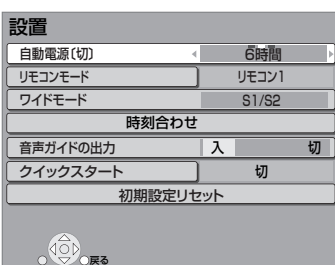 設置
自動電源〔切〕 6時間
リモコンモード リモコン1
ワイドモード S1/S2
時刻合わせ
音声ガイドの出力 入 切
クイックスタート 切
初期設定リセット
戻る